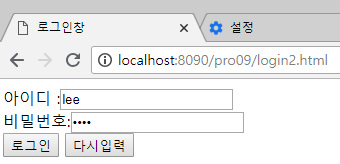 로그인창
설정
localhost:8090/pro09/login2.html
아이디 :lee
비밀번호:••••
로그인 다시입력